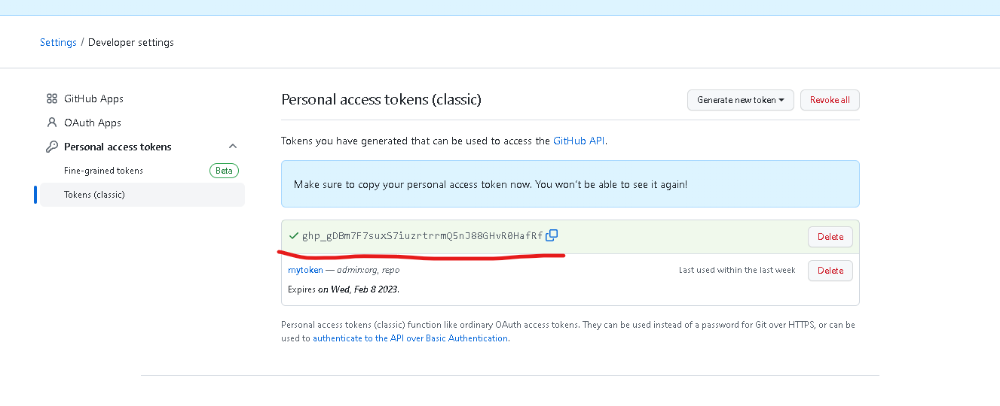 Settings / Developer settings
GitHub Apps
OAuth Apps
Personal access tokens
Fine-grained tokens Beta
Tokens (classic)
Personal access tokens (classic) Generate new token Revoke all
Tokens you have generated that can be used to access the GitHub API.
Make sure to copy your personal access token now. You won't be able to see it again!
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 Delete
mytoken — admin:org, repo Last used within the last week Delete
Expires on Wed, Feb 8 2023.
Personal access tokens (classic) function like ordinary OAuth access tokens. They can be used instead of a password for Git over HTTPS, or can be
used to authenticate to the API over Basic Authentication.